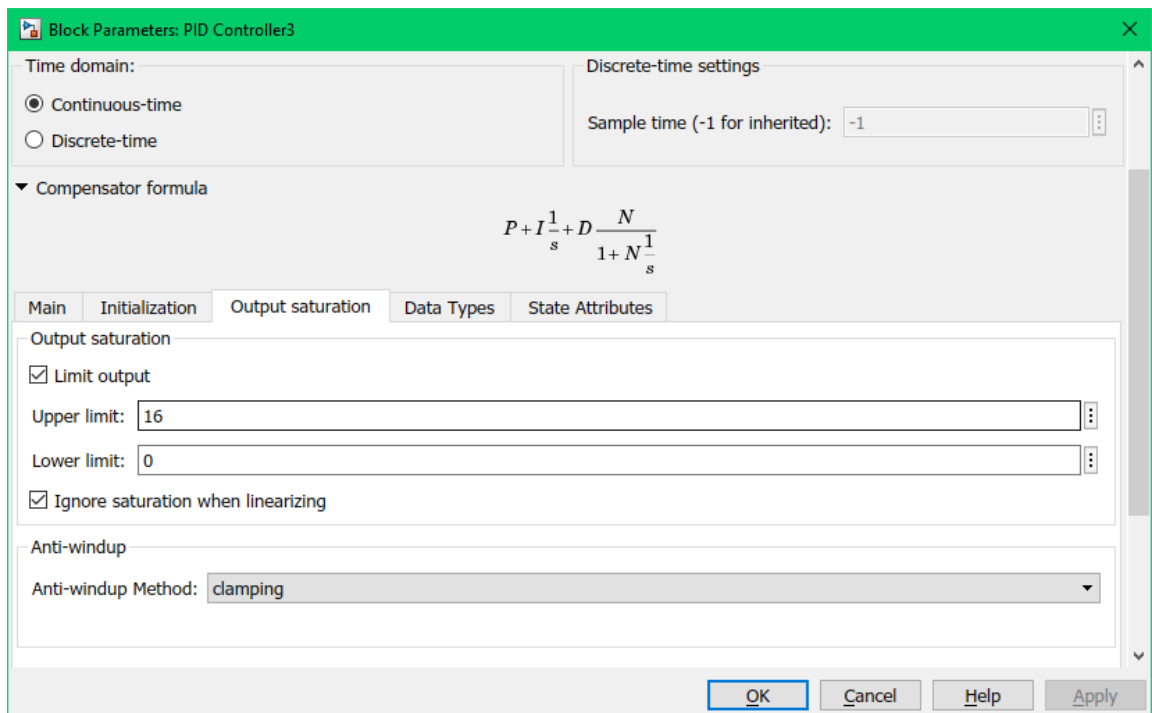 Block Parameters: PID Controller3
Time domain:
Continuous-time
Discrete-time
Discrete-time settings
Sample time (-1 for inherited): -1
Compensator formula
P + I 1/s + D N/(1 + N 1/s)
Main Initialization Output saturation Data Types State Attributes
Output saturation
Limit output
Upper limit: 16
Lower limit: 0
Ignore saturation when linearizing
Anti-windup
Anti-windup Method: clamping
OK Cancel Help Apply